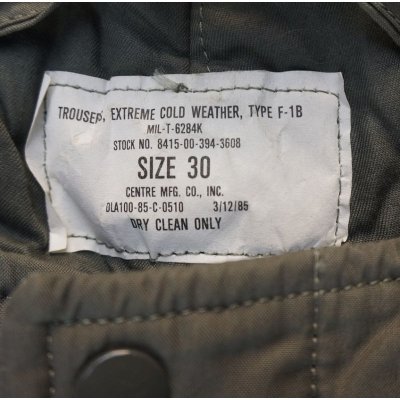 TROUSERS, EXTREME COLD WEATHER, TYPE F-1B
MIL-T-6284K
STOCK NO. 8415-00-394-3608
SIZE 30
CENTRE MFG. CO., INC.
DLA100-85-C-0510 3/12/85
DRY CLEAN ONLY